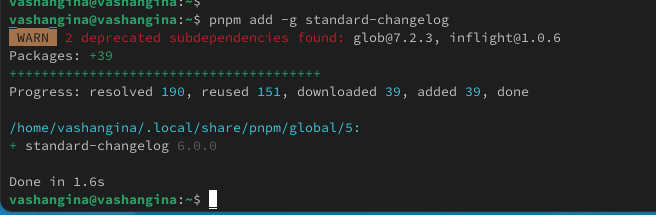 vashangina@vashangina:~$
vashangina@vashangina:~$ pnpm add -g standard-changelog
WARN 2 deprecated subdependencies found: glob@7.2.3, inflight@1.0.6
Packages: +39
+++++++++++++++++++++++++++++++++++++++
Progress: resolved 190, reused 151, downloaded 39, added 39, done
/home/vashangina/.local/share/pnpm/global/5:
+ standard-changelog 6.0.0
Done in 1.6s
vashangina@vashangina:~$